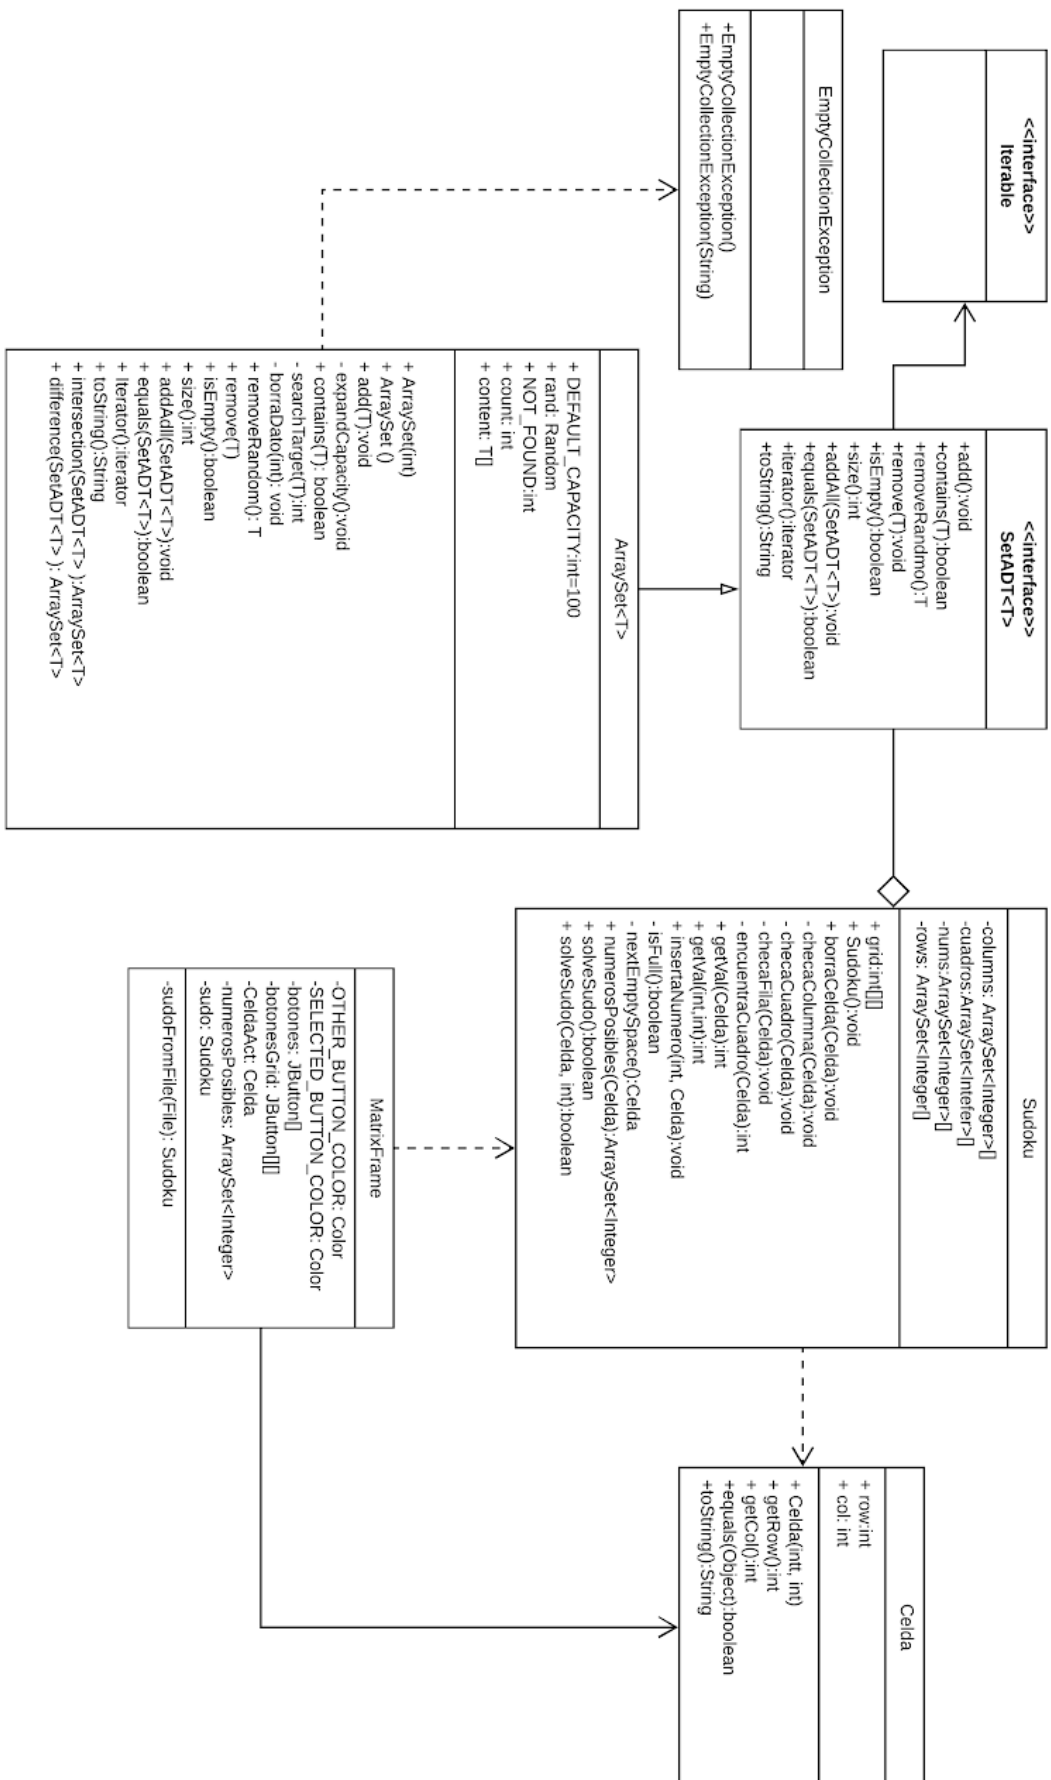 <<interface>>
Iterable
<<interface>>
SetADT<T>
+add():void
+contains(T):boolean
+removeRandmo():T
+remove(T):void
+isEmpty():boolean
+size():int
+addAll(SetADT<T>):void
+equals(SetADT<T>):boolean
+iterator():iterator
+toString():String
Sudoku
-columns: ArraySet<Integer>[]
-cuadros:ArraySet<Intefer>[]
-nums:ArraySet<Integer>[]
-rows: ArraySet<Integer[]
+ grid:int[][]
+ Sudoku():void
+ borraCelda(Celda):void
- checaColumna(Celda):void
- checaCuadro(Celda):void
- checaFila(Celda):void
- encuentraCuadro(Celda):int
+ getVal(Celda):int
+ getVal(int,int):int
+ insertaNumero(int, Celda):void
- isFull():boolean
- nextEmptySpace():Celda
+ numerosPosibles(Celda):ArraySet<Integer>
+ solveSudo():boolean
+ solveSudo(Celda, int):boolean
Celda
+ row:int
+ col: int
+ Celda(intt, int)
+ getRow():int
+ getCol():int
+equals(Object):boolean
+toString():String
EmptyCollectionException
+EmptyCollectionException()
+EmptyCollectionException(String)
ArraySet<T>
+ DEFAULT_CAPACITY:int=100
+ rand: Random
+ NOT_FOUND:int
+ count: int
+ content: T[]
+ ArraySet(int)
+ ArraySet ()
+ add(T):void
- expandCapacity():void
+ contains(T): boolean
- searchTarget(T):int
- borraDato(int): void
+ removeRandom(): T
+ remove(T)
+ isEmpty():boolean
+ size():int
+ addAdll(SetADT<T>):void
+ equals(SetADT<T>):boolean
+ Iterator():iterator
+ toString():String
+ intersection(SetADT<T> ):ArraySet<T>
+ difference(SetADT<T> ): ArraySet<T>
MatrixFrame
-OTHER_BUTTON_COLOR: Color
-SELECTED_BUTTON_COLOR: Color
-botones: JButton[]
-botonesGrid: JButton[][]
-CeldaAct: Celda
-numerosPosibles: ArraySet<Integer>
-sudo: Sudoku
-sudoFromFile(File): Sudoku